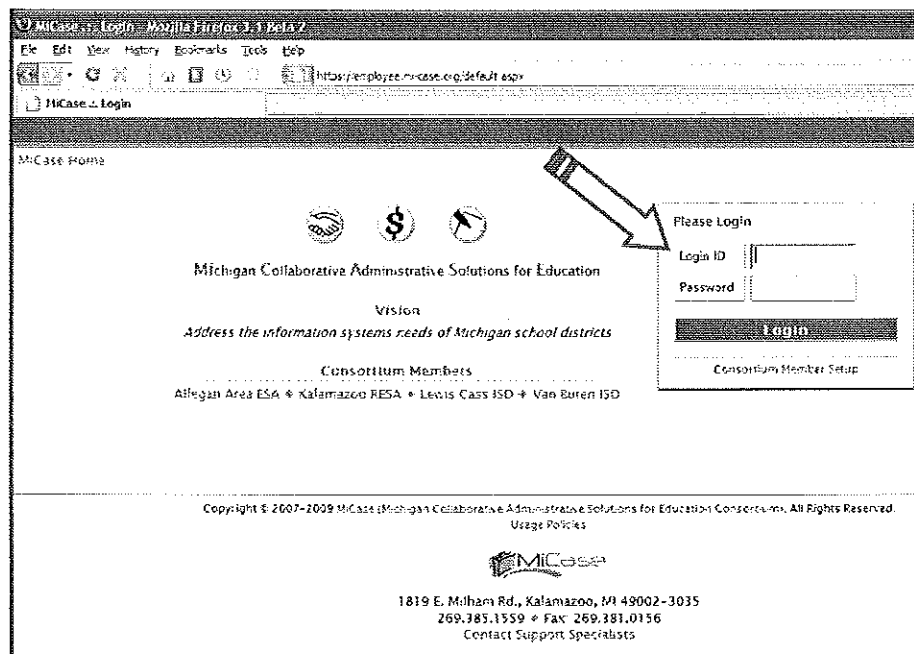 MiCase ::: Login - Mozilla Firefox 3.1 Beta 2
File Edit View History Bookmarks Tools Help
https://employee.mi-case.org/default.aspx
MiCase ::: Login
MiCase Home
Please Login
Login ID
Password
Login
Consortium Member Setup
Michigan Collaborative Administrative Solutions for Education
Vision
Address the information systems needs of Michigan school districts
Consortium Members
Allegan Area ESA + Kalamazoo RESA + Lewis Cass ISD + Van Buren ISD
Copyright © 2007-2009 MiCase (Michigan Collaborative Administrative Solutions for Education Consortium), All Rights Reserved.
Usage Policies
MiCase
1819 E. Milham Rd., Kalamazoo, MI 49002-3035
269.385.1559 + Fax: 269.381.0156
Contact Support Specialists